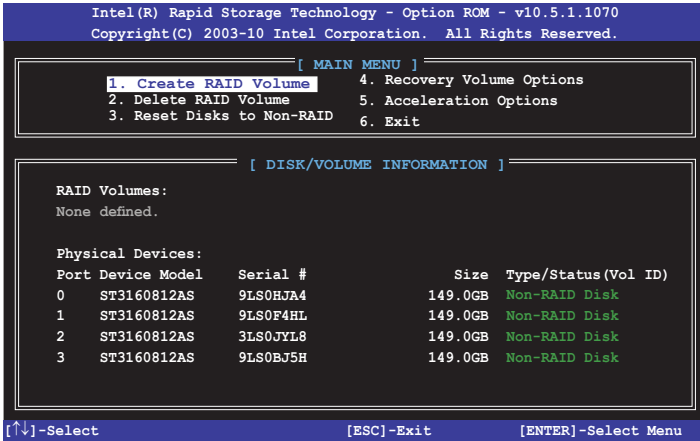 Intel(R) Rapid Storage Technology - Option ROM - v10.5.1.1070
Copyright(C) 2003-10 Intel Corporation. All Rights Reserved.
[ MAIN MENU ]
1. Create RAID Volume
2. Delete RAID Volume
3. Reset Disks to Non-RAID
4. Recovery Volume Options
5. Acceleration Options
6. Exit
[ DISK/VOLUME INFORMATION ]
RAID Volumes:
None defined.
Physical Devices:
Port Device Model Serial # Size Type/Status(Vol ID)
0 ST3160812AS 9LS0HJA4 149.0GB Non-RAID Disk
1 ST3160812AS 9LS0F4HL 149.0GB Non-RAID Disk
2 ST3160812AS 3LS0JYL8 149.0GB Non-RAID Disk
3 ST3160812AS 9LS0BJ5H 149.0GB Non-RAID Disk
[↑↓]-Select [ESC]-Exit [ENTER]-Select Menu